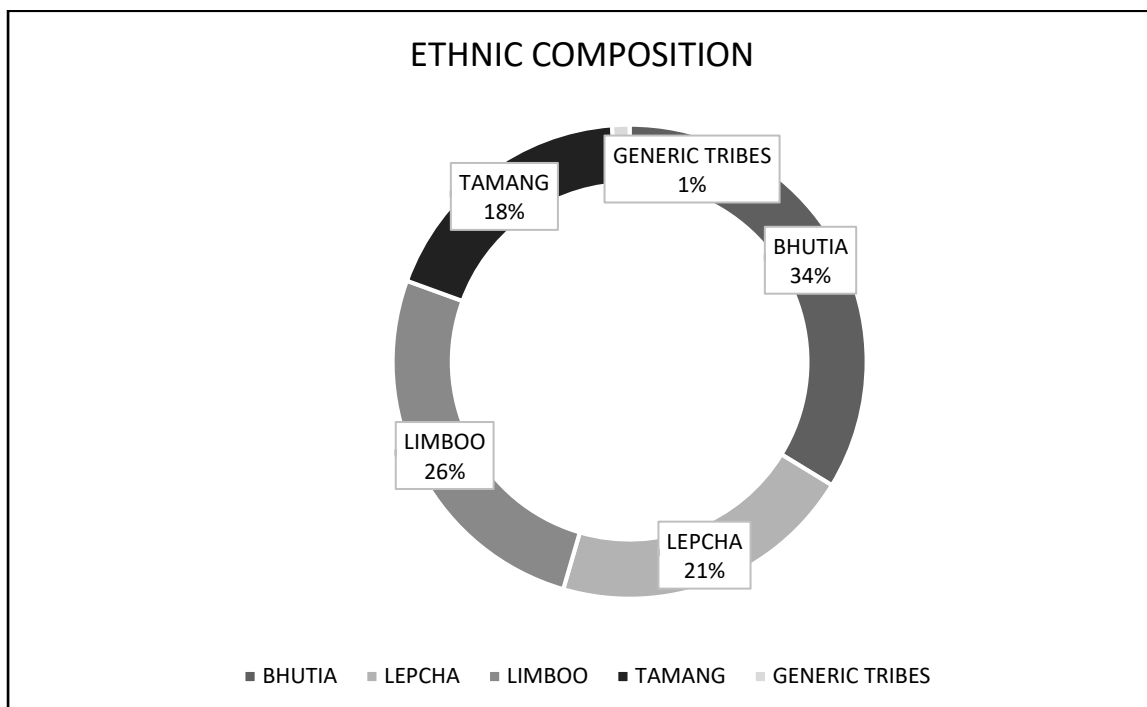 ETHNIC COMPOSITION
GENERIC TRIBES
1%
TAMANG
18%
BHUTIA
34%
LIMBOO
26%
LEPCHA
21%
BHUTIA LEPCHA LIMBOO TAMANG GENERIC TRIBES